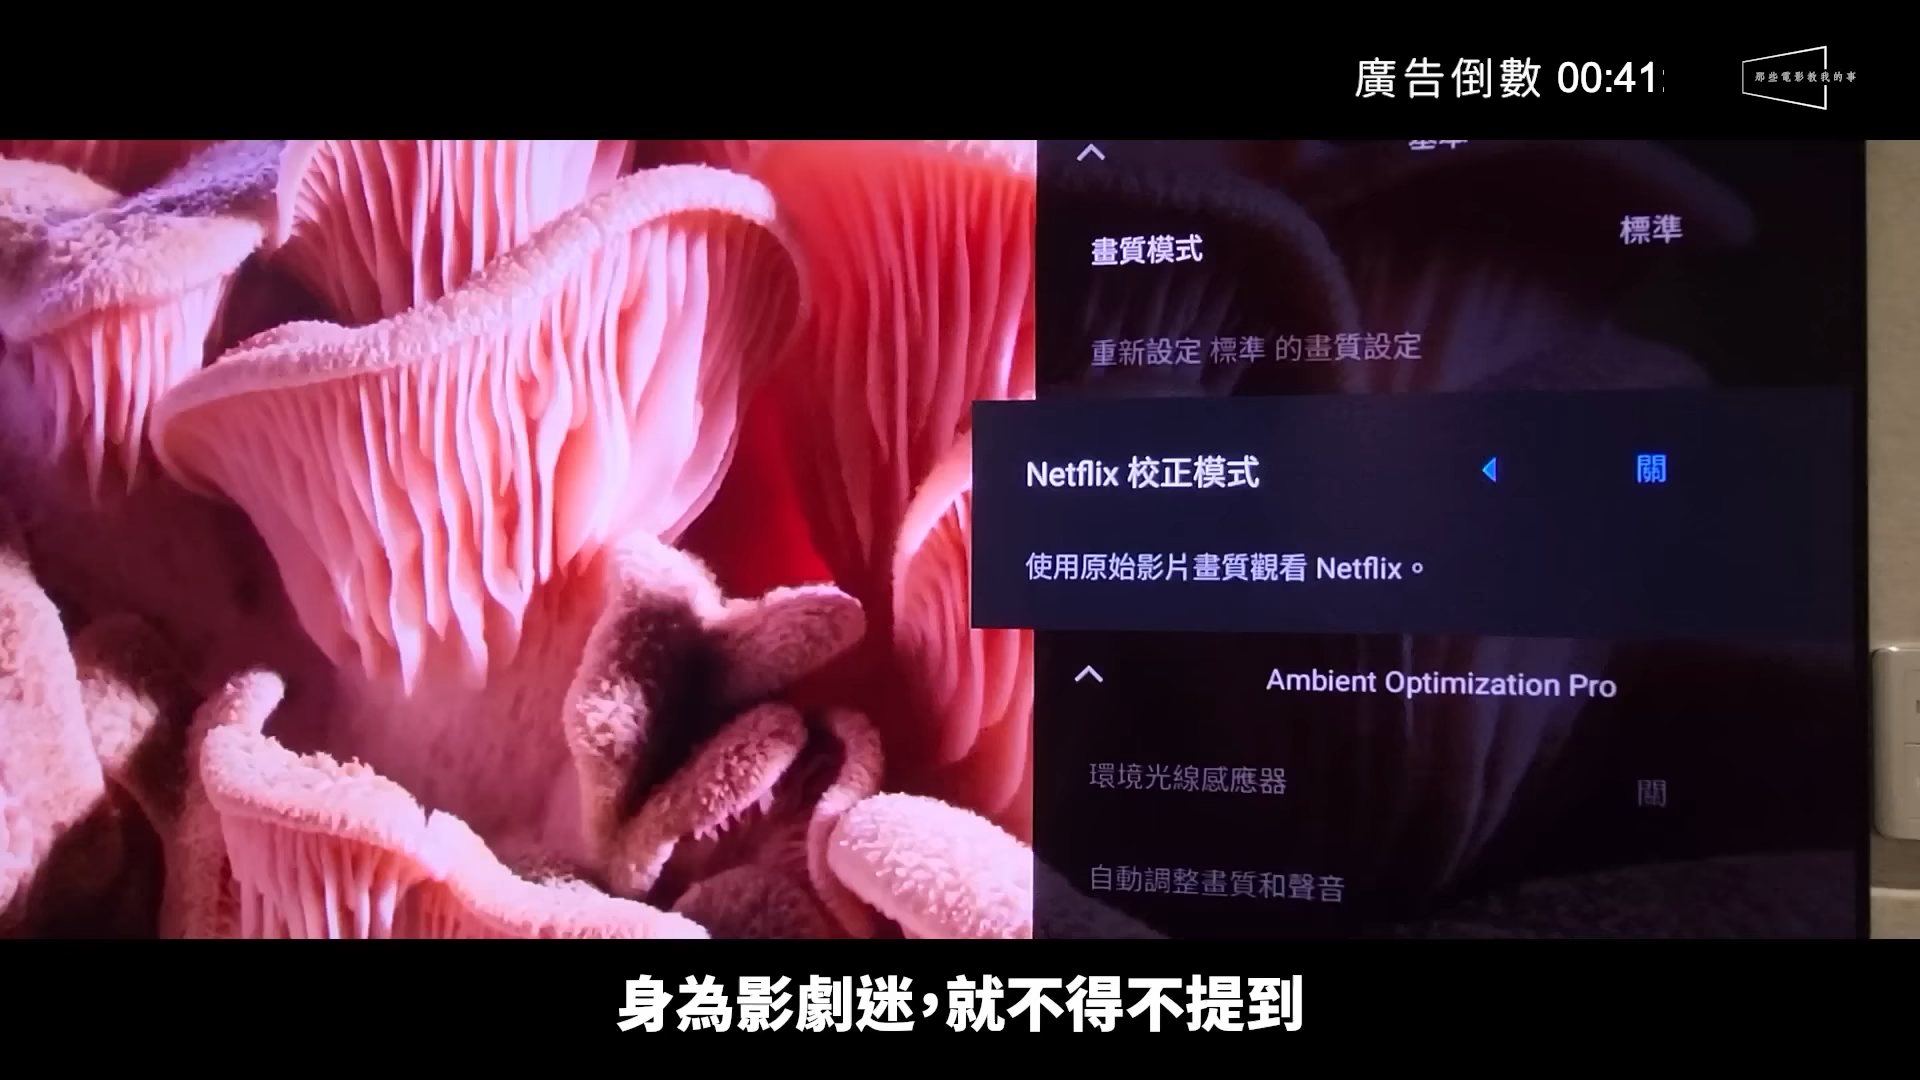 廣告倒數 00:41:
那些電影教我的事
基本
畫質模式 標準
重新設定 標準 的畫質設定
Netflix 校正模式 關
使用原始影片畫質觀看 Netflix。
Ambient Optimization Pro
環境光線感應器 關
自動調整畫質和聲音
身為影劇迷,就不得不提到